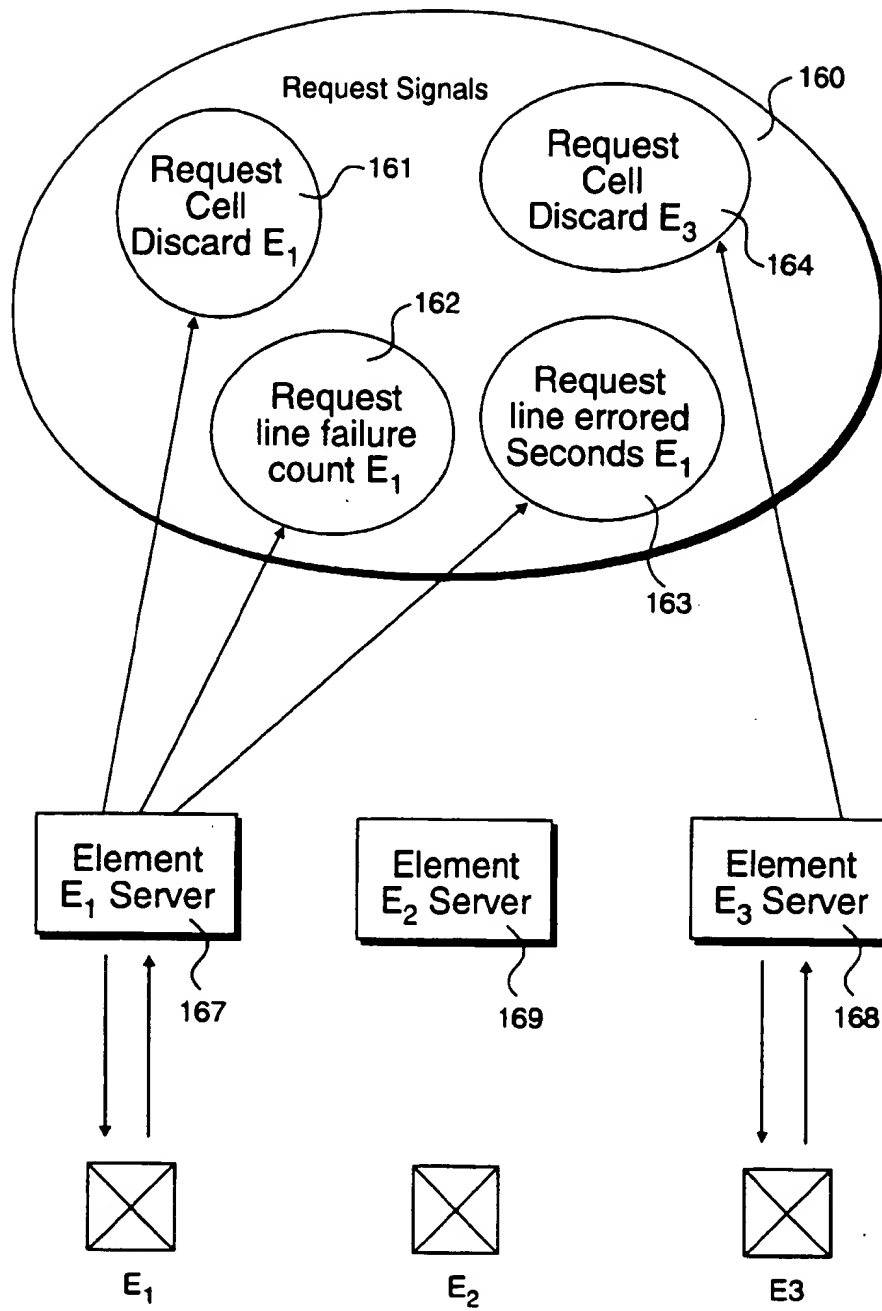 Request Signals
160
Request
Cell
Discard E₁
161
Request
Cell
Discard E₃
164
162
Request
line failure
count E₁
Request
line errored
Seconds E₁
163
Element
E₁ Server
167
Element
E₂ Server
169
Element
E₃ Server
168
E₁
E₂
E3